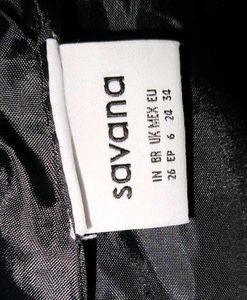 savana
IN BR UK MEX EU
26 EP 6 24 34